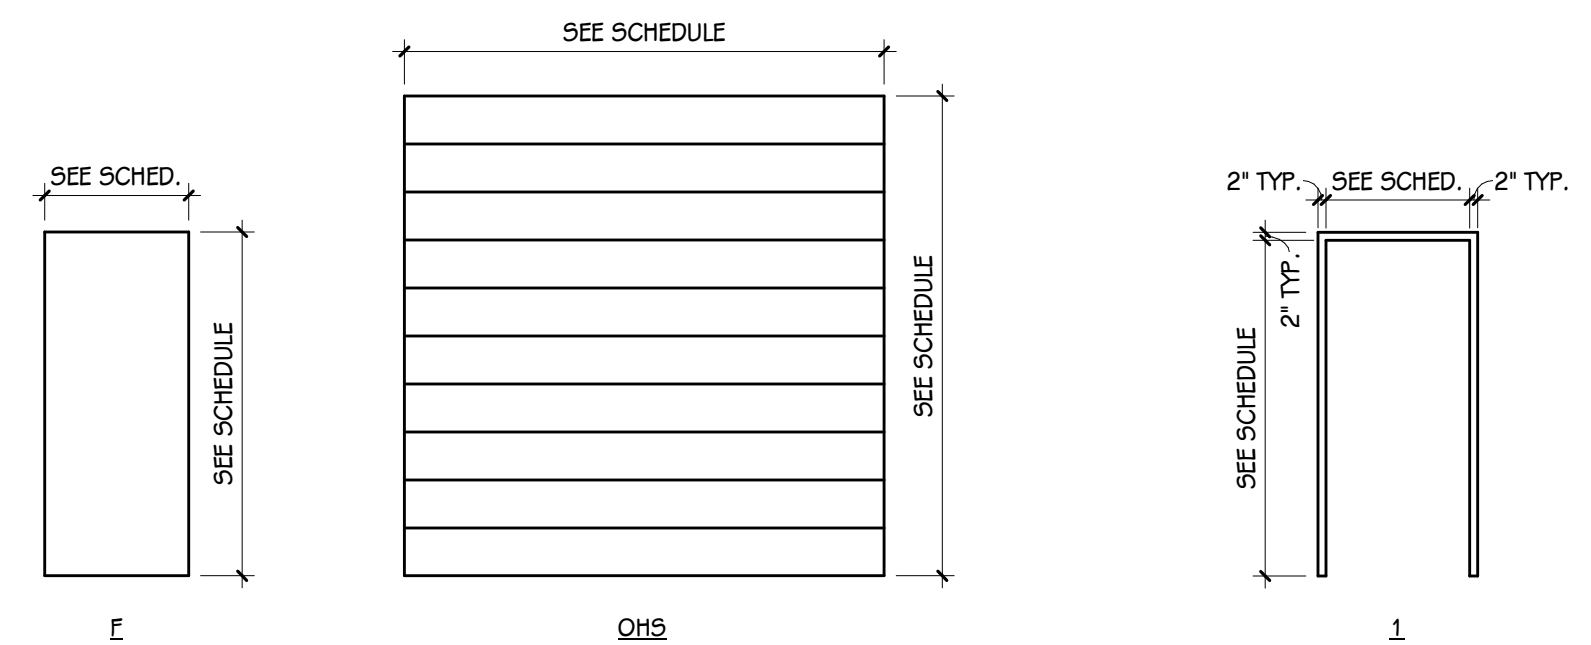 SEE SCHEDULE
SEE SCHED.
SEE SCHEDULE
SEE SCHEDULE
2" TYP.
SEE SCHED.
2" TYP.
2" TYP.
SEE SCHEDULE
F
OHS
1